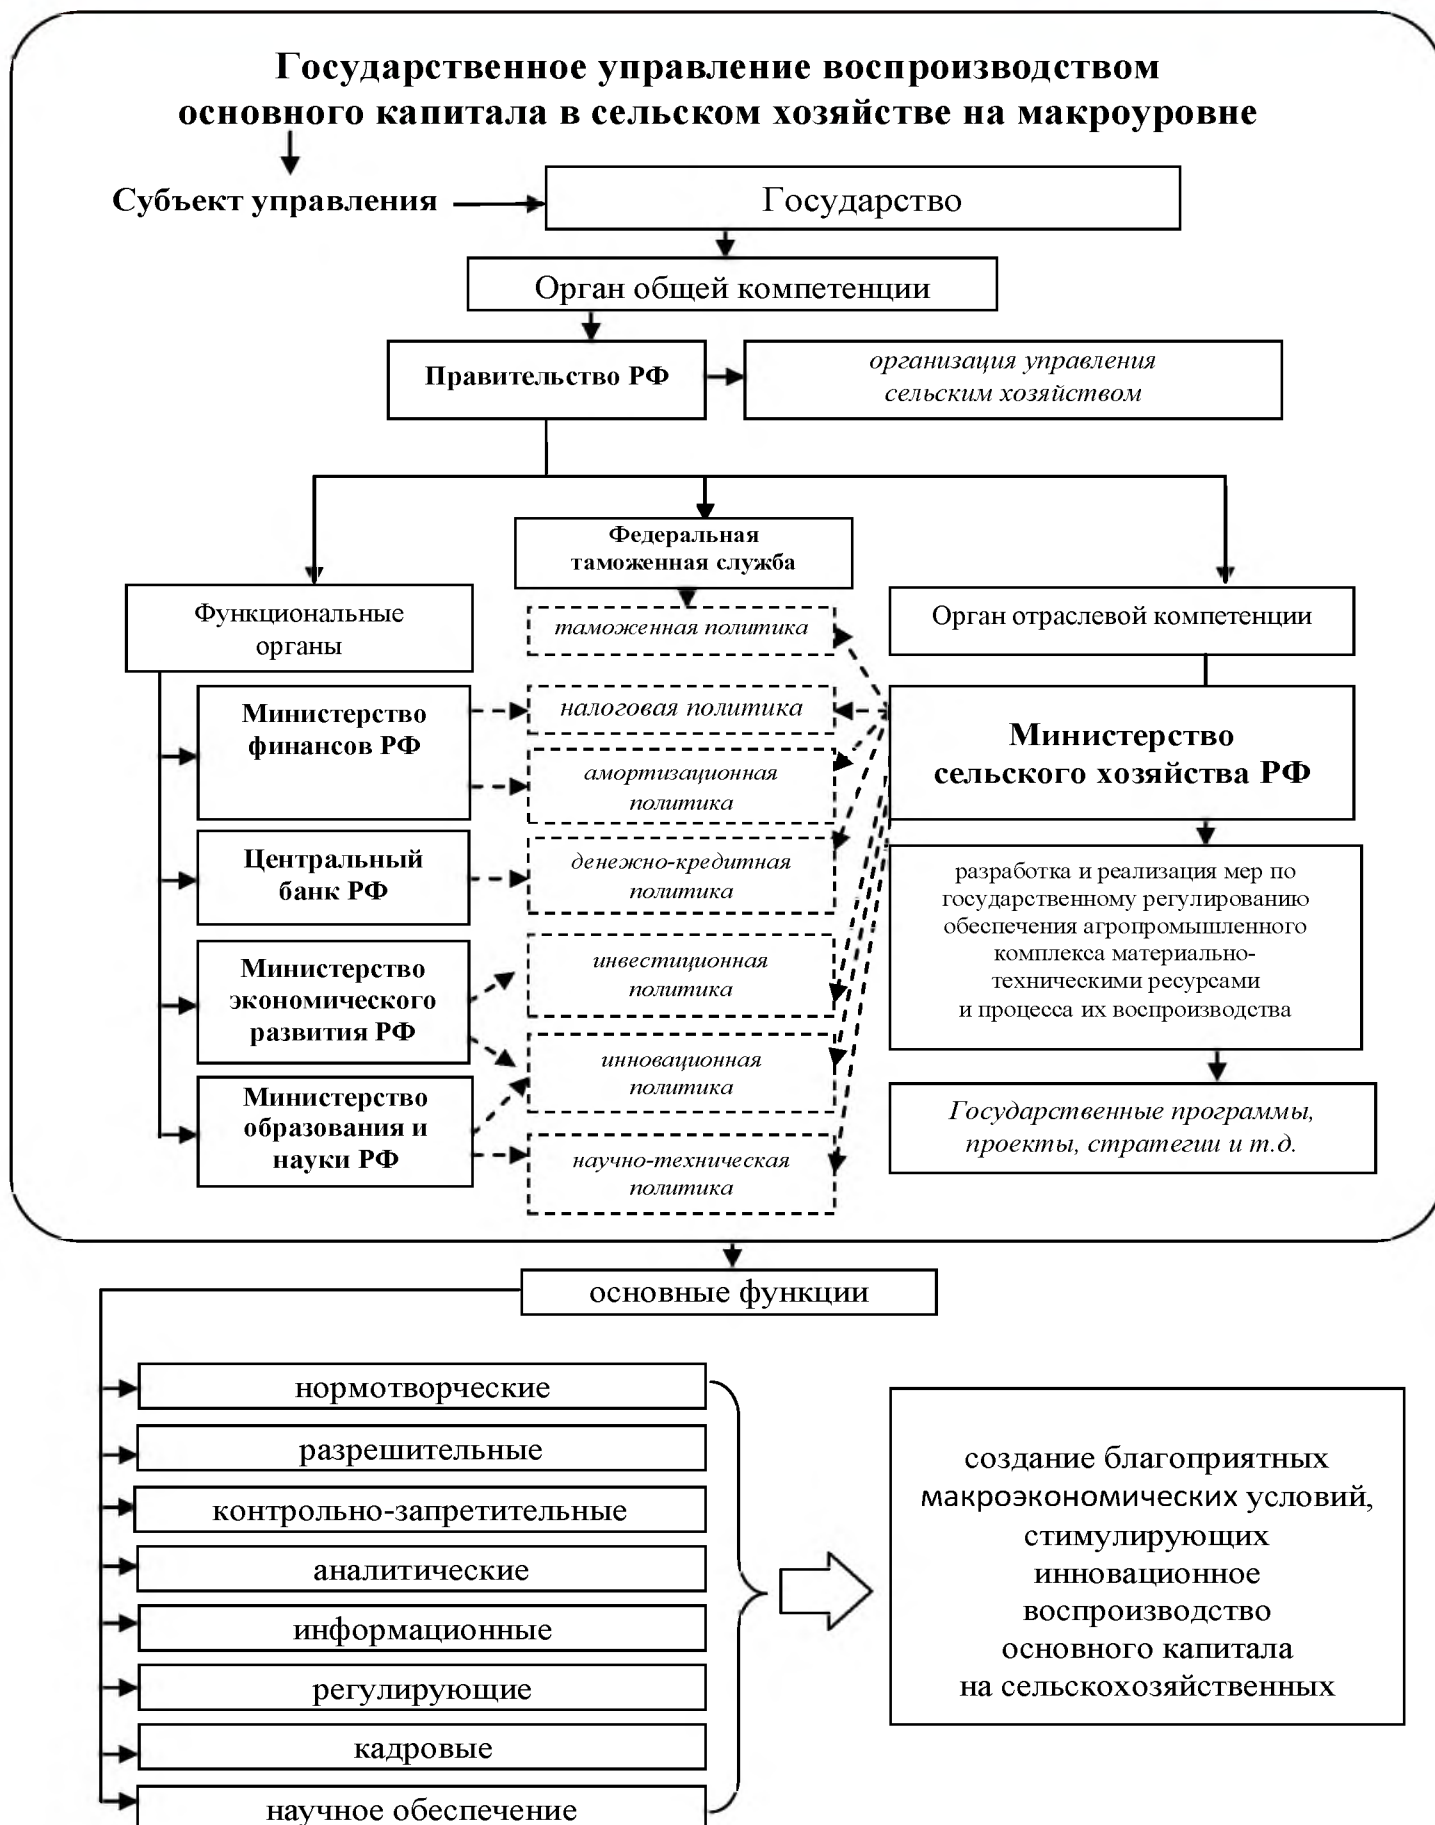 Государственное управление воспроизводством
основного капитала в сельском хозяйстве на макроуровне
Субъект управления
Государство
Орган общей компетенции
Правительство РФ
организация управления
сельским хозяйством
Федеральная
таможенная служба
Функциональные
органы
таможенная политика
Орган отраслевой компетенции
Министерство
финансов РФ
налоговая политика
амортизационная
политика
Министерство
сельского хозяйства РФ
Центральный
банк РФ
денежно-кредитная
политика
разработка и реализация мер по
государственному регулированию
обеспечения агропромышленного
комплекса материально-
техническими ресурсами
и процесса их воспроизводства
Министерство
экономического
развития РФ
инвестиционная
политика
инновационная
политика
Министерство
образования и
науки РФ
научно-техническая
политика
Государственные программы,
проекты, стратегии и т.д.
основные функции
нормотворческие
разрешительные
контрольно-запретительные
аналитические
информационные
регулирующие
кадровые
научное обеспечение
создание благоприятных
макроэкономических условий,
стимулирующих
инновационное
воспроизводство
основного капитала
на сельскохозяйственных